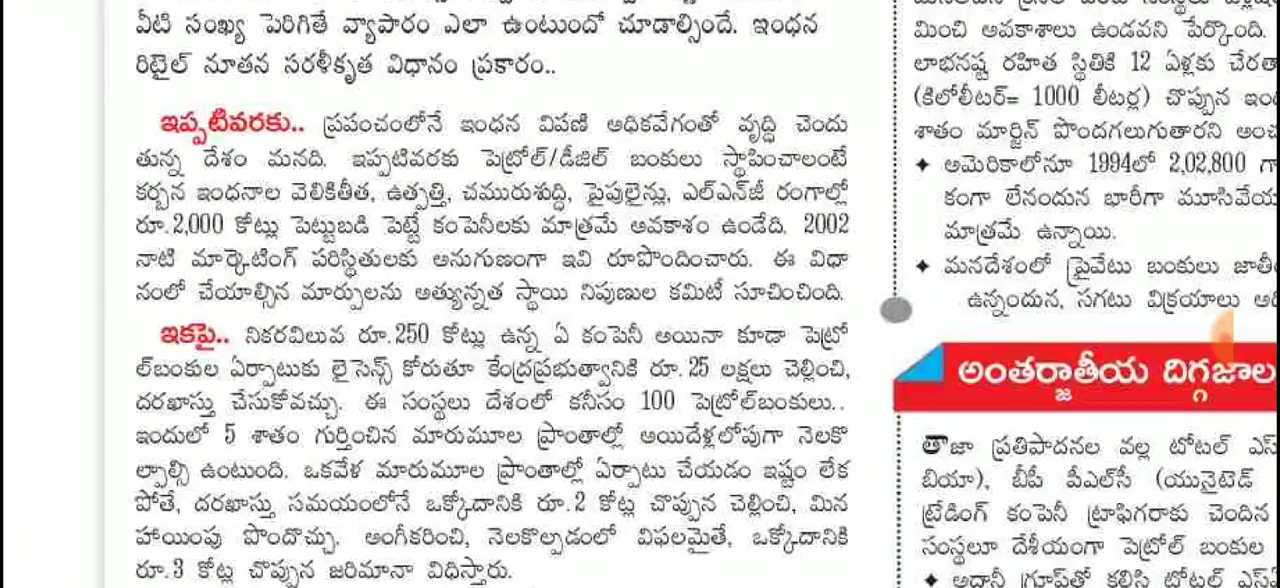 వీటి సంఖ్య పెరిగితే వ్యాపారం ఎలా ఉంటుందో చూడాల్సిందే. ఇంధన
రిటైల్ నూతన సరళీకృత విధానం ప్రకారం..
ఇప్పటివరకు.. ప్రపంచంలోనే ఇంధన విపణి అధికవేగంతో వృద్ధి చెందు
తున్న దేశం మనది. ఇప్పటివరకు పెట్రోల్/డీజిల్ బంకులు స్థాపించాలంటే
కర్బన ఇంధనాల వెలికితీత, ఉత్పత్తి, చమురుశుద్ధి, పైపులైన్లు, ఎల్ఎన్‌జీ రంగాల్లో
రూ.2,000 కోట్లు పెట్టుబడి పెట్టే కంపెనీలకు మాత్రమే అవకాశం ఉండేది. 2002
నాటి మార్కెటింగ్ పరిస్థితులకు అనుగుణంగా ఇవి రూపొందించారు. ఈ విధా
నంలో చేయాల్సిన మార్పులను అత్యున్నత స్థాయి నిపుణుల కమిటీ సూచించింది.
ఇకపై.. నికరవిలువ రూ.250 కోట్లు ఉన్న ఏ కంపెనీ అయినా కూడా పెట్రో
ల్‌బంకుల ఏర్పాటుకు లైసెన్స్ కోరుతూ కేంద్రప్రభుత్వానికి రూ.25 లక్షలు చెల్లించి,
దరఖాస్తు చేసుకోవచ్చు. ఈ సంస్థలు దేశంలో కనీసం 100 పెట్రోల్‌బంకులు..
ఇందులో 5 శాతం గుర్తించిన మారుమూల ప్రాంతాల్లో అయిదేళ్లలోపుగా నెలకొ
ల్పాల్సి ఉంటుంది. ఒకవేళ మారుమూల ప్రాంతాల్లో ఏర్పాటు చేయడం ఇష్టం లేక
పోతే, దరఖాస్తు సమయంలోనే ఒక్కోదానికి రూ.2 కోట్ల చొప్పున చెల్లించి, మిన
హాయింపు పొందొచ్చు. అంగీకరించి, నెలకొల్పడంలో విఫలమైతే, ఒక్కోదానికి
రూ.3 కోట్ల చొప్పున జరిమానా విధిస్తారు.
మించి అవకాశాలు ఉండవని పేర్కొంది.
లాభనష్ట రహిత స్థితికి 12 ఏళ్లకు చేరతా
(కిలోలీటర్= 1000 లీటర్ల) చొప్పున ఇం
శాతం మార్జిన్ పొందగలుగుతారని అంచ
✦ అమెరికాలోనూ 1994లో 2,02,800 గా
కంగా లేనందున భారీగా మూసివేయ
మాత్రమే ఉన్నాయి.
✦ మనదేశంలో ప్రైవేటు బంకులు జాతీ
ఉన్నందున, సగటు విక్రయాలు అ
అంతర్జాతీయ దిగ్గజాల
తాజా ప్రతిపాదనల వల్ల టోటల్ ఎస్
బియా), బీపీ పీఎల్‌సీ (యునైటెడ్
ట్రేడింగ్ కంపెనీ ట్రాఫిగరాకు చెందిన
సంస్థలూ దేశీయంగా పెట్రోల్ బంకుల
✦ అదానీ గ్రూప్‌తో కలిసి టోటల్ ఎస్